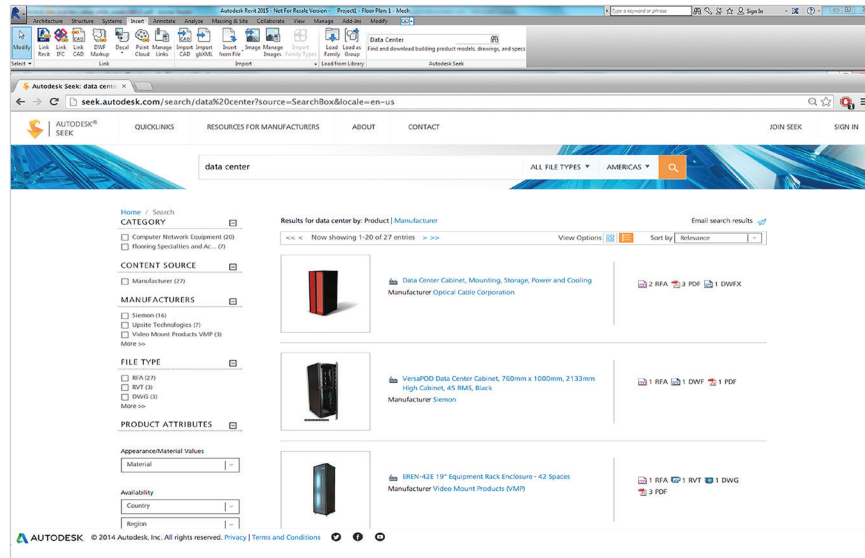 Autodesk Revit 2015 - Not For Resale Version - Project1 - Floor Plan: 1 - Mech
Type a keyword or phrase
Sign In
Architecture Structure Systems Insert Annotate Analyze Massing & Site Collaborate View Manage Add-Ins Modify
Modify
Link Revit
Link IFC
Link CAD
DWF Markup
Decal
Point Cloud
Manage Links
Import CAD
Import gbXML
Insert from File
Image
Manage Images
Import Family Types
Load Family
Load as Group
Data Center
Find and download building product models, drawings, and specs
Select
Link
Import
Load from Library
Autodesk Seek
Autodesk Seek: data cente
seek.autodesk.com/search/data%20center?source=SearchBox&locale=en-us
AUTODESK®
SEEK
QUICKLINKS
RESOURCES FOR MANUFACTURERS
ABOUT
CONTACT
JOIN SEEK
SIGN IN
data center
ALL FILE TYPES
AMERICAS
Home / Search
CATEGORY
Computer Network Equipment (20)
Flooring Specialties and Ac... (7)
CONTENT SOURCE
Manufacturer (27)
MANUFACTURERS
Siemon (16)
Upsite Technologies (7)
Video Mount Products VMP (3)
More >>
FILE TYPE
RFA (27)
RVT (3)
DWG (3)
More >>
PRODUCT ATTRIBUTES
Appearance/Material Values
Material
Availability
Country
Region
Results for data center by: Product | Manufacturer
Email search results
<< < Now showing 1-20 of 27 entries > >>
View Options
Sort by Relevance
Data Center Cabinet, Mounting, Storage, Power and Cooling
Manufacturer Optical Cable Corporation
2 RFA 3 PDF 1 DWFX
VersaPOD Data Center Cabinet, 760mm x 1000mm, 2133mm
High Cabinet, 45 RMS, Black
Manufacturer Siemon
1 RFA 1 DWF 1 PDF
EREN-42E 19" Equipment Rack Enclosure - 42 Spaces
Manufacturer Video Mount Products (VMP)
1 RFA 1 RVT 1 DWG
3 PDF
AUTODESK © 2014 Autodesk, Inc. All rights reserved. Privacy | Terms and Conditions